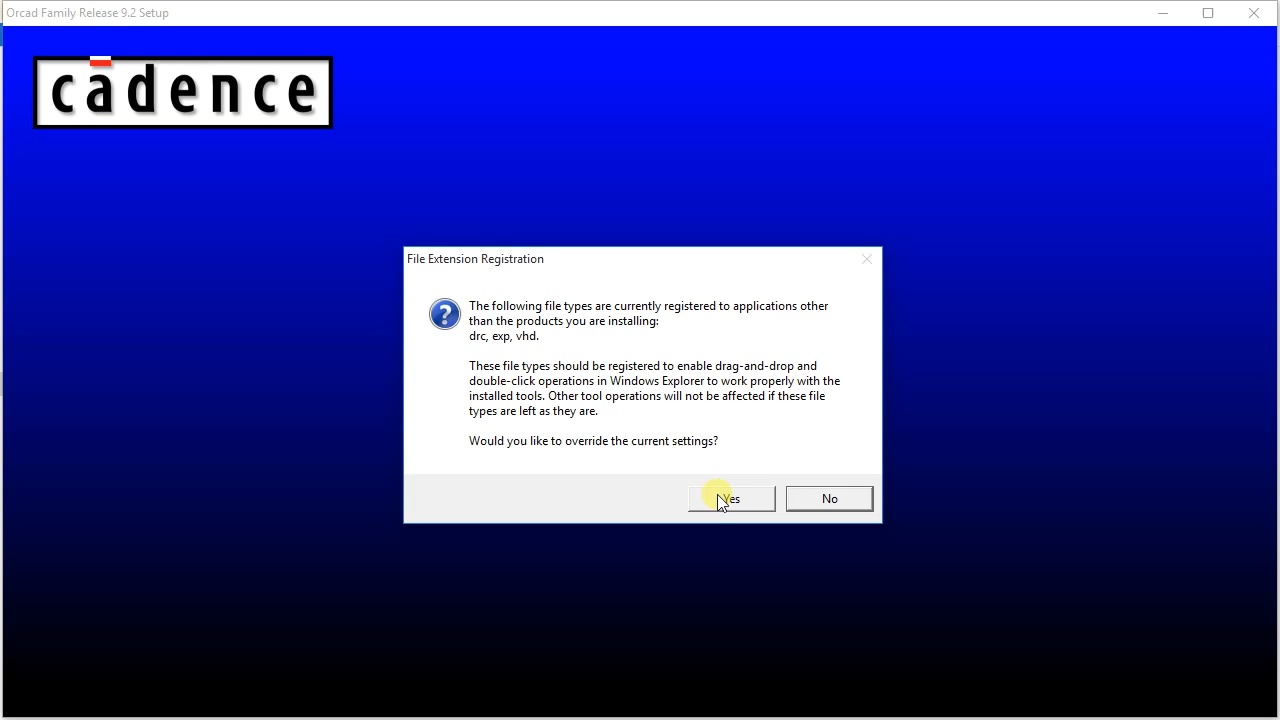 Orcad Family Release 9.2 Setup
cadence
File Extension Registration
The following file types are currently registered to applications other
than the products you are installing:
drc, exp, vhd.
These file types should be registered to enable drag-and-drop and
double-click operations in Windows Explorer to work properly with the
installed tools. Other tool operations will not be affected if these file
types are left as they are.
Would you like to override the current settings?
Yes
No